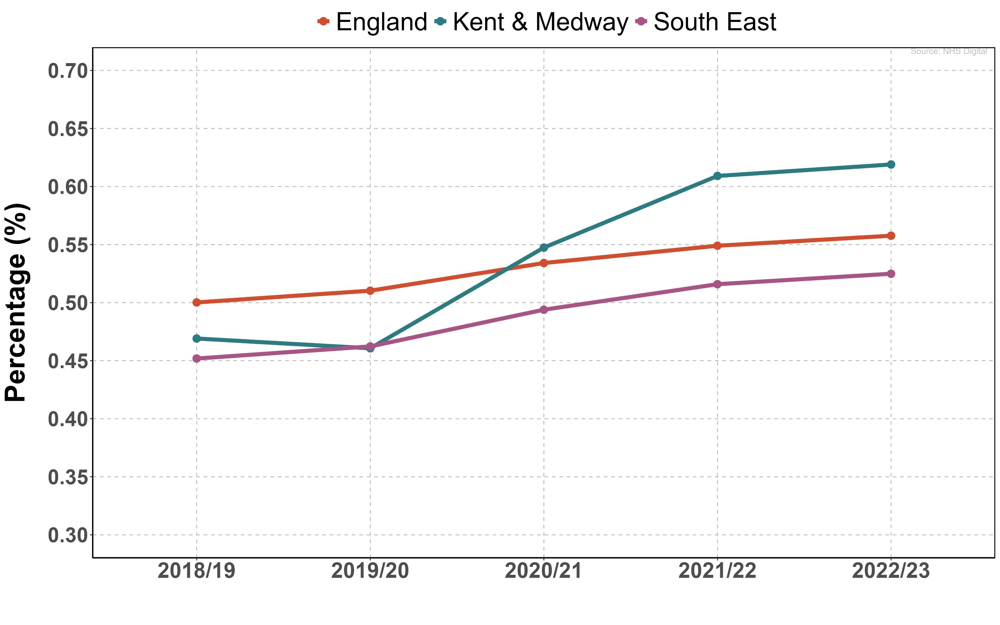 England Kent & Medway South East
Source: NHS Digital
0.70
0.65
0.60
0.55
0.50
0.45
0.40
0.35
0.30
Percentage (%)
2018/19 2019/20 2020/21 2021/22 2022/23